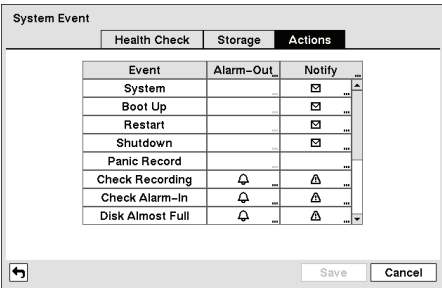 System Event
Health Check Storage Actions
Event Alarm-Out... Notify ...
System ... ...
Boot Up ... ...
Restart ... ...
Shutdown ... ...
Panic Record ... ...
Check Recording ... ...
Check Alarm-In ... ...
Disk Almost Full ... ...
Save Cancel